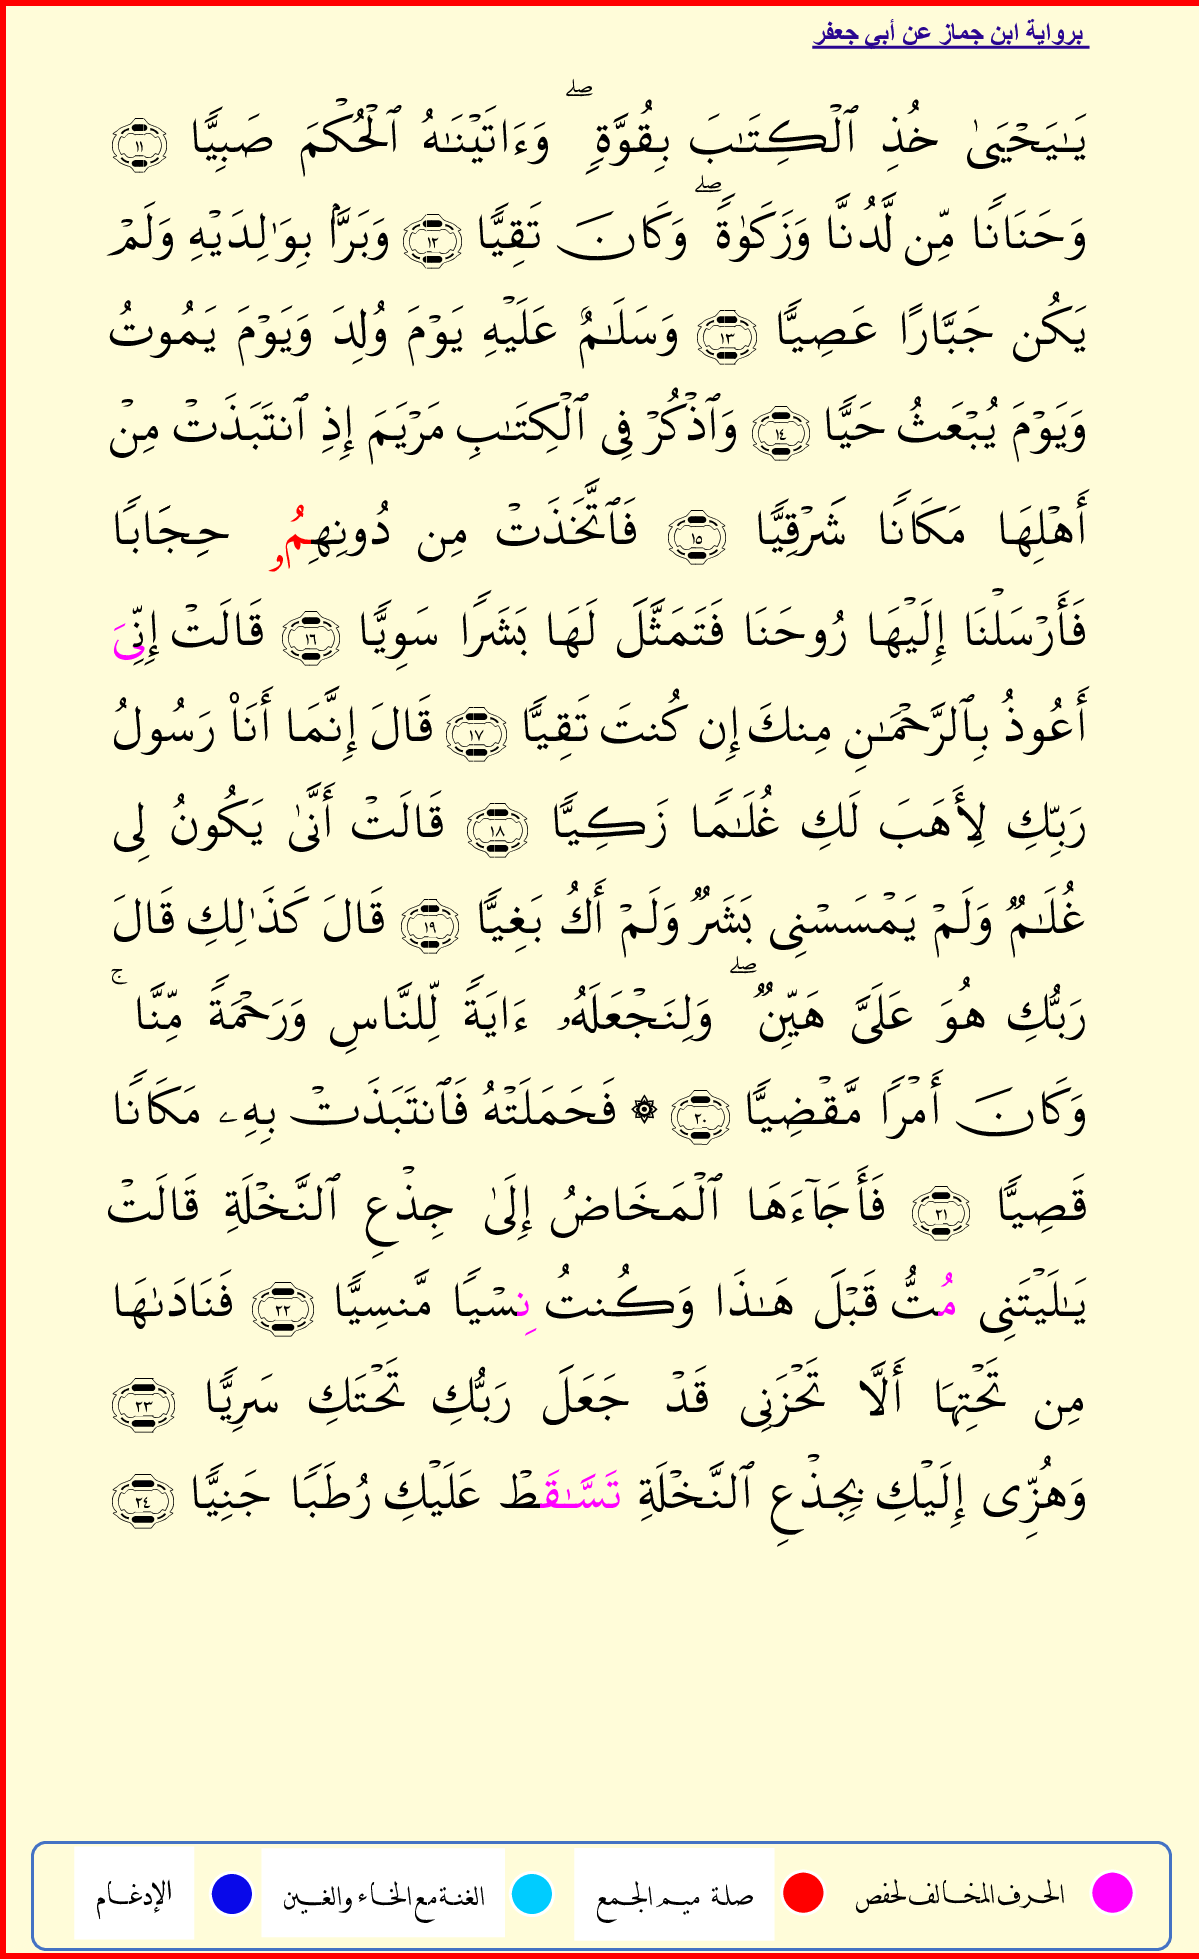 برواية ابن جماز عن أبي جعفر
يَـٰيَحۡيَىٰ خُذِ ٱلۡكِتَـٰبَ بِقُوَّةٍۖ وَءَاتَيۡنَـٰهُ ٱلۡحُكۡمَ صَبِيًّا ١١
وَحَنَانًا مِّن لَّدُنَّا وَزَكَوٰةًۖ وَكَانَ تَقِيًّا ١٢ وَبَرًّۢا بِوَٰلِدَيۡهِ وَلَمۡ
يَكُن جَبَّارًا عَصِيًّا ١٣ وَسَلَـٰمٌ عَلَيۡهِ يَوۡمَ وُلِدَ وَيَوۡمَ يَمُوتُ
وَيَوۡمَ يُبۡعَثُ حَيًّا ١٤ وَٱذۡكُرۡ فِى ٱلۡكِتَـٰبِ مَرۡيَمَ إِذِ ٱنتَبَذَتۡ مِنۡ
أَهۡلِهَا مَكَانًا شَرۡقِيًّا ١٥ فَٱتَّخَذَتۡ مِن دُونِهِمُۥ حِجَابًا
فَأَرۡسَلۡنَا إِلَيۡهَا رُوحَنَا فَتَمَثَّلَ لَهَا بَشَرًا سَوِيًّا ١٦ قَالَتۡ إِنِّىَ
أَعُوذُ بِٱلرَّحۡمَـٰنِ مِنكَ إِن كُنتَ تَقِيًّا ١٧ قَالَ إِنَّمَا أَنَا۠ رَسُولُ
رَبِّكِ لِأَهَبَ لَكِ غُلَـٰمًا زَكِيًّا ١٨ قَالَتۡ أَنَّىٰ يَكُونُ لِى
غُلَـٰمٌ وَلَمۡ يَمۡسَسۡنِى بَشَرٌ وَلَمۡ أَكُ بَغِيًّا ١٩ قَالَ كَذَٰلِكِ قَالَ
رَبُّكِ هُوَ عَلَىَّ هَيِّنٌۖ وَلِنَجۡعَلَهُۥ ءَايَةً لِّلنَّاسِ وَرَحۡمَةً مِّنَّاۚ
وَكَانَ أَمۡرًا مَّقۡضِيًّا ٢٠ ۞ فَحَمَلَتۡهُ فَٱنتَبَذَتۡ بِهِۦ مَكَانًا
قَصِيًّا ٢١ فَأَجَآءَهَا ٱلۡمَخَاضُ إِلَىٰ جِذۡعِ ٱلنَّخۡلَةِ قَالَتۡ
يَـٰلَيۡتَنِى مُتُّ قَبۡلَ هَـٰذَا وَكُنتُ نِسۡيًا مَّنسِيًّا ٢٢ فَنَادَىٰهَا
مِن تَحۡتِهَا أَلَّا تَحۡزَنِى قَدۡ جَعَلَ رَبُّكِ تَحۡتَكِ سَرِيًّا ٢٣
وَهُزِّى إِلَيۡكِ بِجِذۡعِ ٱلنَّخۡلَةِ تَسَّـٰقَطۡ عَلَيۡكِ رُطَبًا جَنِيًّا ٢٤
الحرف المخالف لحفص صلة ميم الجمع الغنة مع الخاء والغين الإدغام